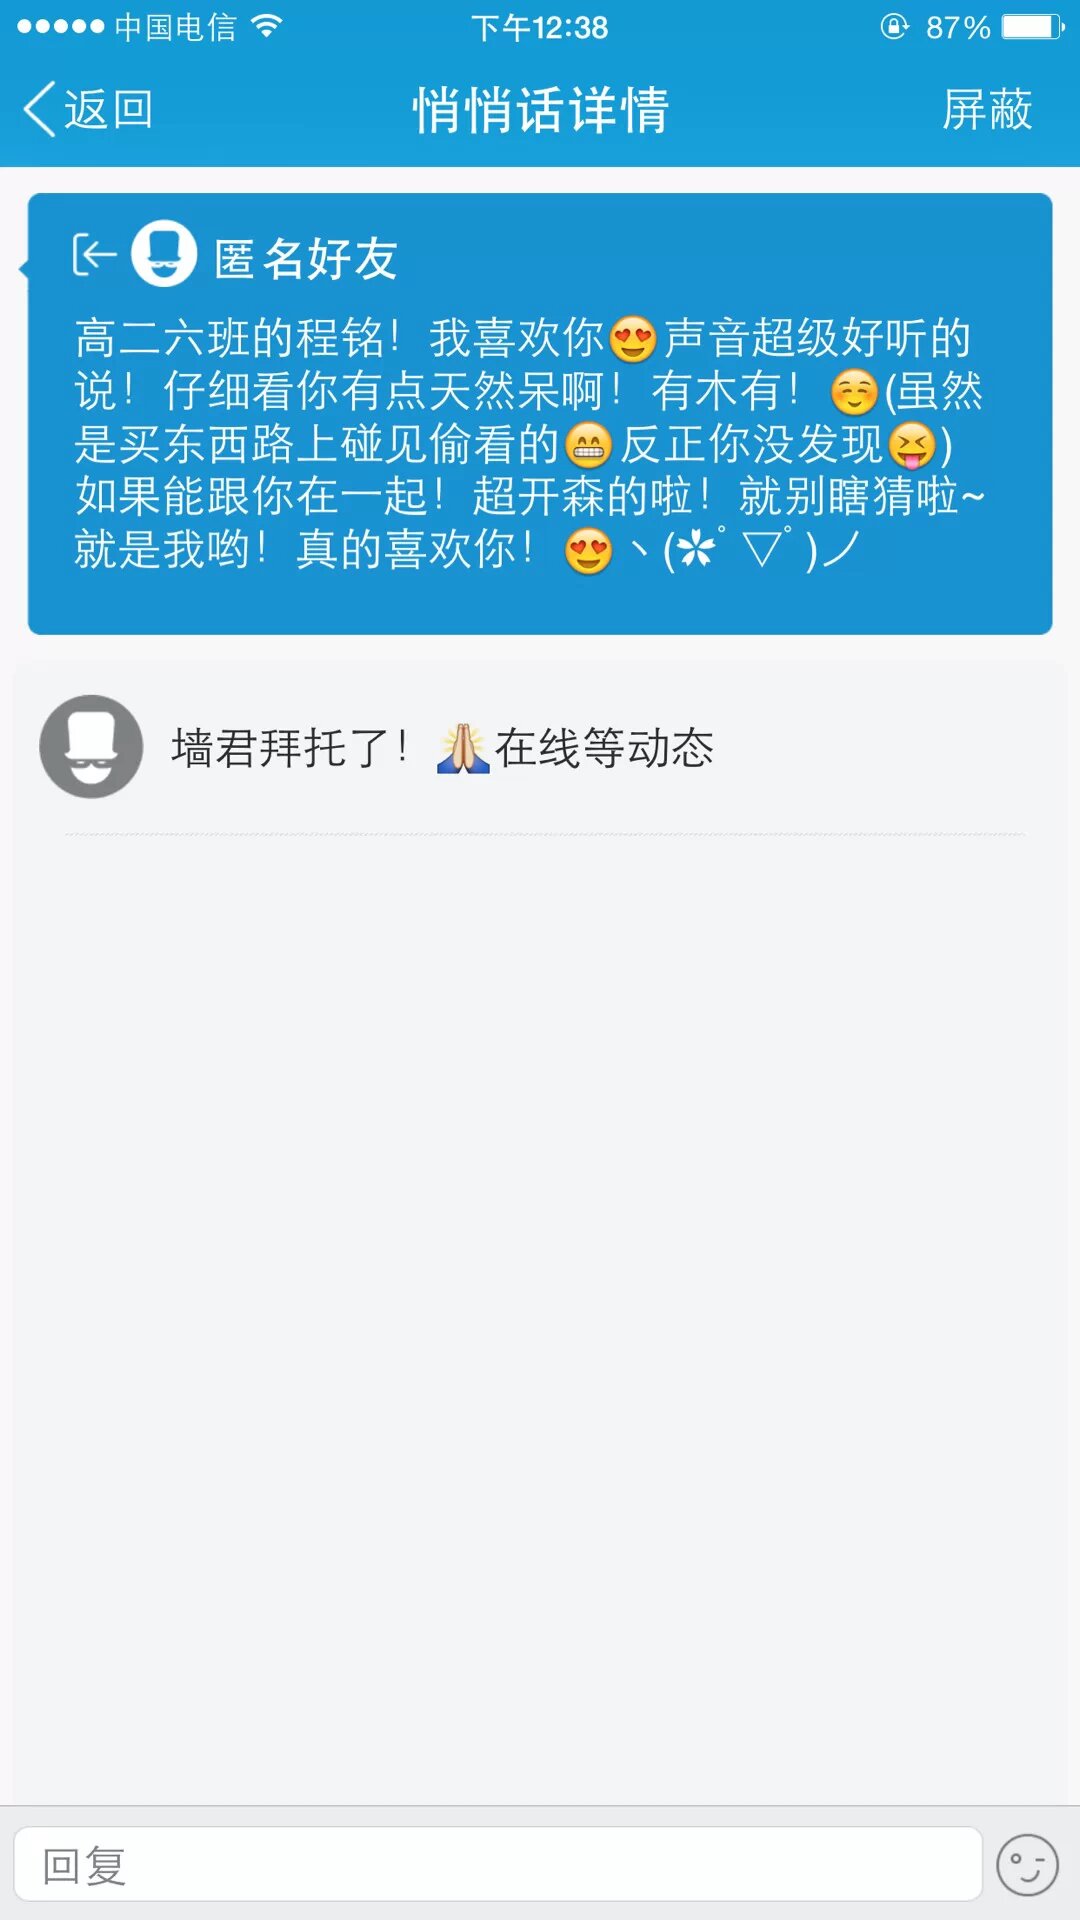 中国电信 下午12:38 87%
返回 悄悄话详情 屏蔽
匿名好友
高二六班的程铭！我喜欢你😍声音超级好听的
说！仔细看你有点天然呆啊！有木有！☺️(虽然
是买东西路上碰见偷看的😁反正你没发现😝)
如果能跟你在一起！超开森的啦！就别瞎猜啦~
就是我哟！真的喜欢你！😍ヽ(✿ﾟ▽ﾟ)ノ
墙君拜托了！🙏在线等动态
回复